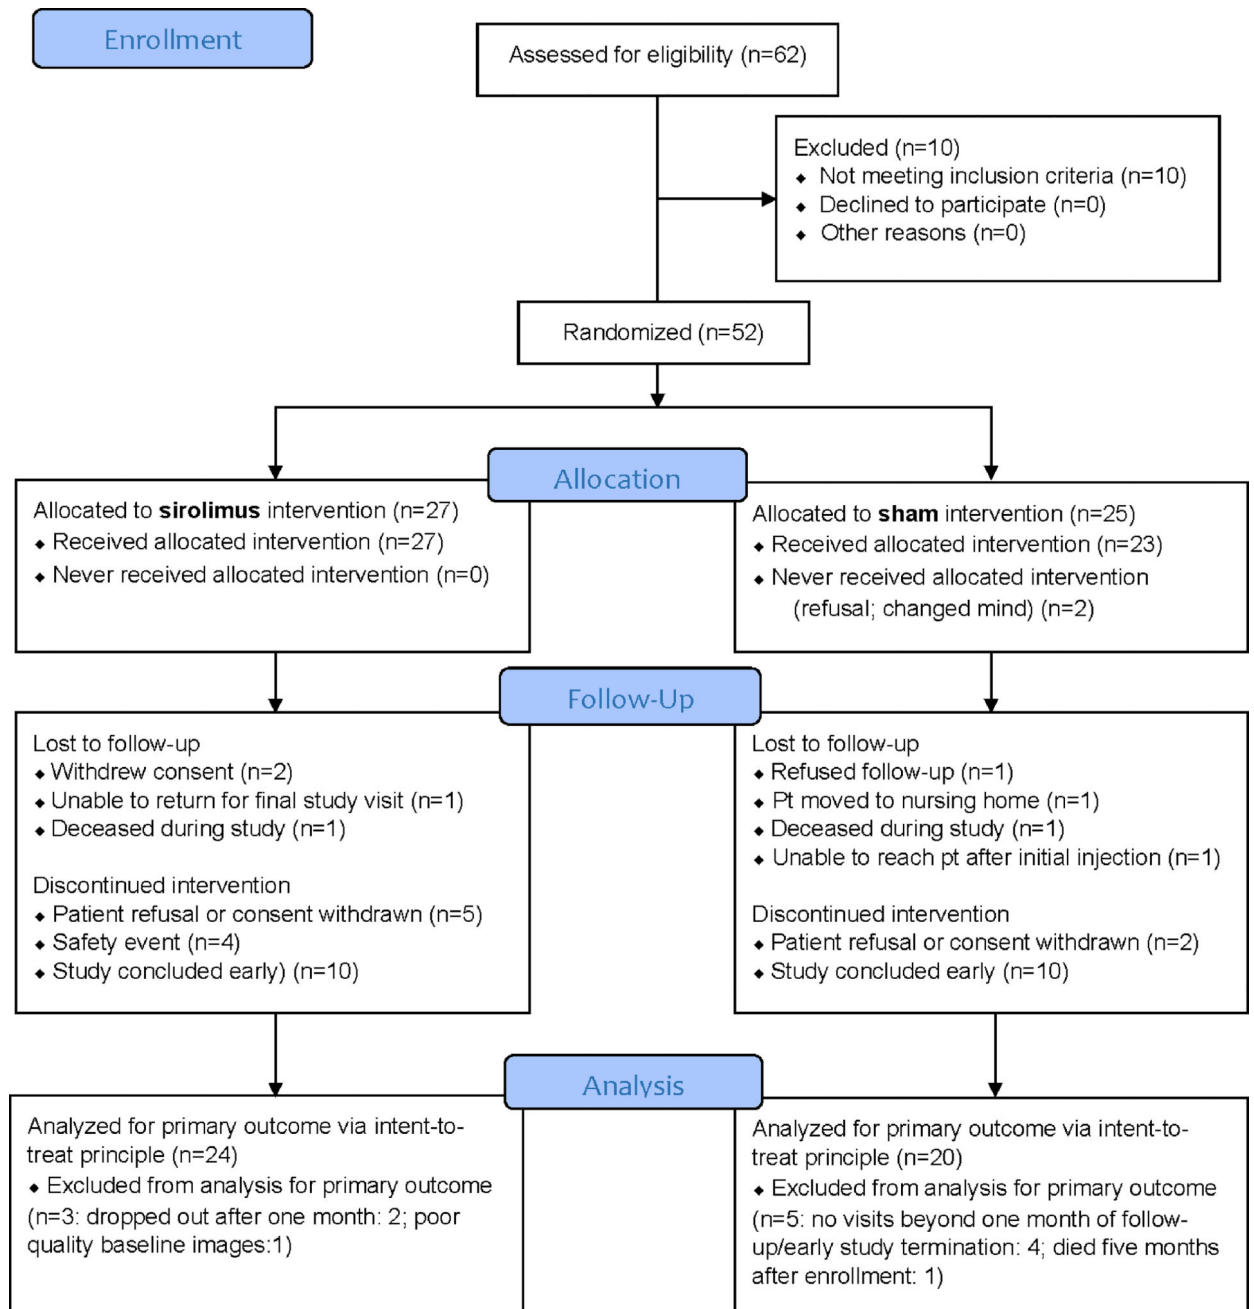 Enrollment
Assessed for eligibility (n=62)
Excluded (n=10)
◆ Not meeting inclusion criteria (n=10)
◆ Declined to participate (n=0)
◆ Other reasons (n=0)
Randomized (n=52)
Allocation
Allocated to sirolimus intervention (n=27)
◆ Received allocated intervention (n=27)
◆ Never received allocated intervention (n=0)
Allocated to sham intervention (n=25)
◆ Received allocated intervention (n=23)
◆ Never received allocated intervention
(refusal; changed mind) (n=2)
Follow-Up
Lost to follow-up
◆ Withdrew consent (n=2)
◆ Unable to return for final study visit (n=1)
◆ Deceased during study (n=1)
Discontinued intervention
◆ Patient refusal or consent withdrawn (n=5)
◆ Safety event (n=4)
◆ Study concluded early) (n=10)
Lost to follow-up
◆ Refused follow-up (n=1)
◆ Pt moved to nursing home (n=1)
◆ Deceased during study (n=1)
◆ Unable to reach pt after initial injection (n=1)
Discontinued intervention
◆ Patient refusal or consent withdrawn (n=2)
◆ Study concluded early (n=10)
Analysis
Analyzed for primary outcome via intent-to-
treat principle (n=24)
◆ Excluded from analysis for primary outcome
(n=3: dropped out after one month: 2; poor
quality baseline images:1)
Analyzed for primary outcome via intent-to-
treat principle (n=20)
◆ Excluded from analysis for primary outcome
(n=5: no visits beyond one month of follow-
up/early study termination: 4; died five months
after enrollment: 1)